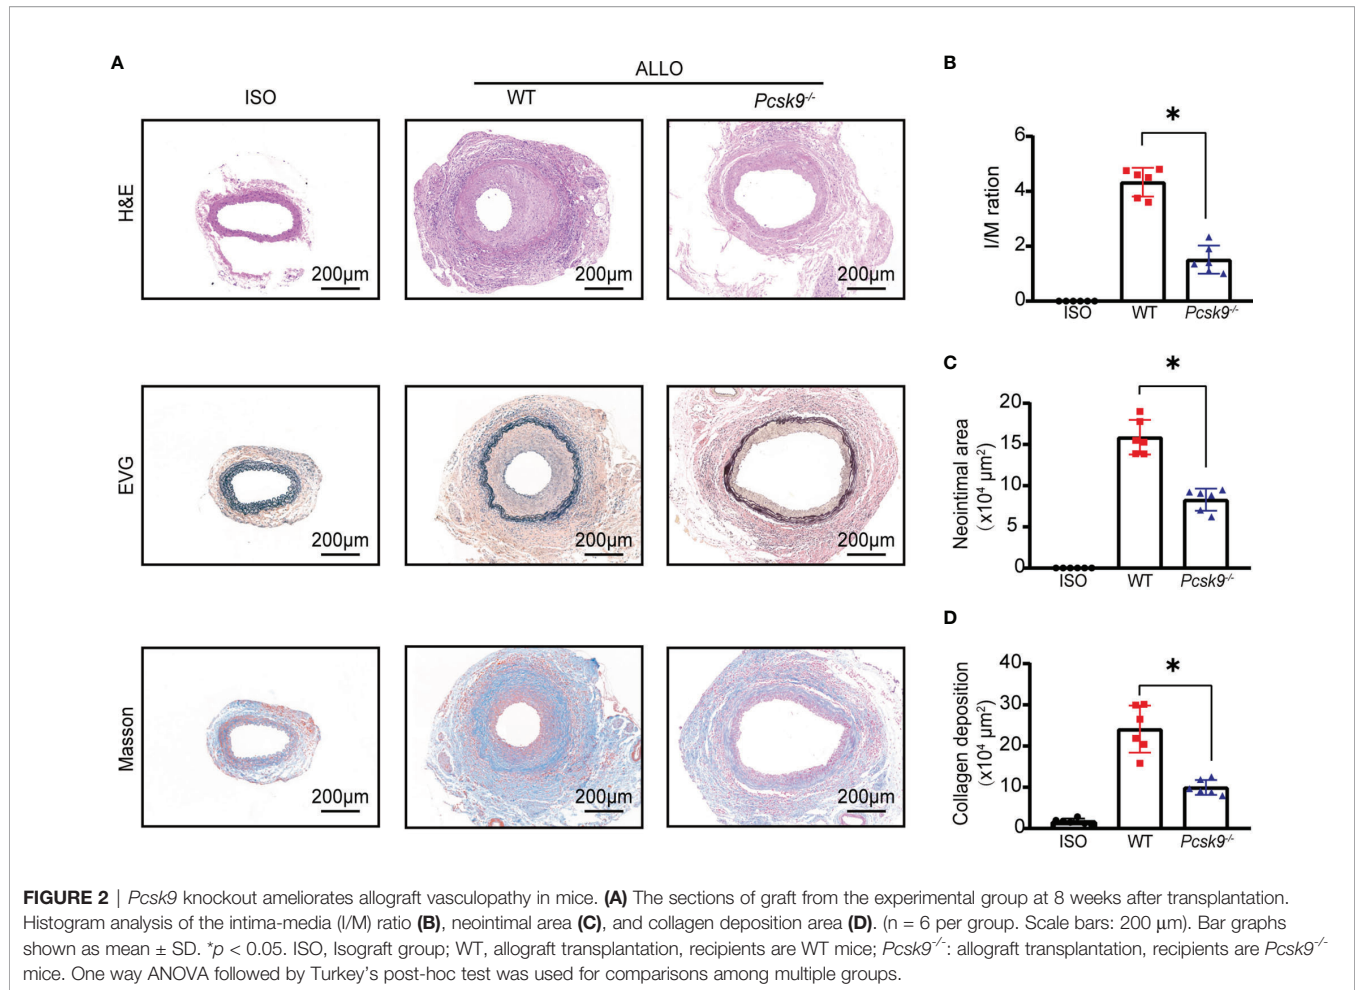 A
ALLO
ISO
WT
Pcsk9-/-
H&E
200µm
200µm
200µm
EVG
200µm
200µm
200µm
Masson
200µm
200µm
200µm
B
*
I/M ration
6
4
2
0
ISO
WT
Pcsk9-/-
C
*
Neointimal area
(x10⁴ µm²)
20
15
10
5
0
ISO
WT
Pcsk9-/-
D
*
Collagen deposition
(x10⁴ µm²)
40
30
20
10
0
ISO
WT
Pcsk9-/-
FIGURE 2 | Pcsk9 knockout ameliorates allograft vasculopathy in mice. (A) The sections of graft from the experimental group at 8 weeks after transplantation.
Histogram analysis of the intima-media (I/M) ratio (B), neointimal area (C), and collagen deposition area (D). (n = 6 per group. Scale bars: 200 µm). Bar graphs
shown as mean ± SD. *p < 0.05. ISO, Isograft group; WT, allograft transplantation, recipients are WT mice; Pcsk9-/-: allograft transplantation, recipients are Pcsk9-/-
mice. One way ANOVA followed by Turkey's post-hoc test was used for comparisons among multiple groups.